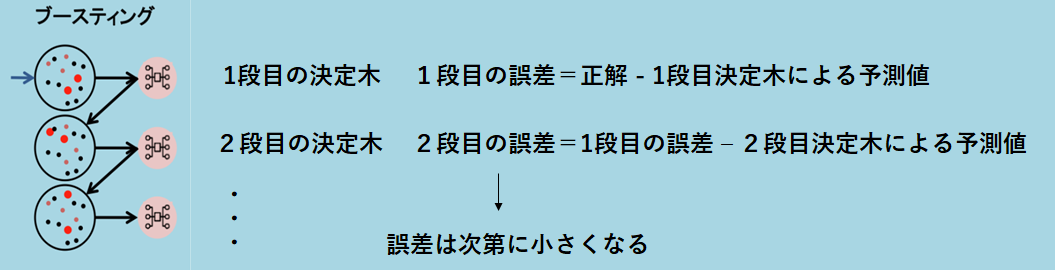 ブースティング
1段目の決定木 １段目の誤差＝正解 - 1段目決定木による予測値
２段目の決定木 ２段目の誤差＝1段目の誤差 – ２段目決定木による予測値
・
・
・
誤差は次第に小さくなる